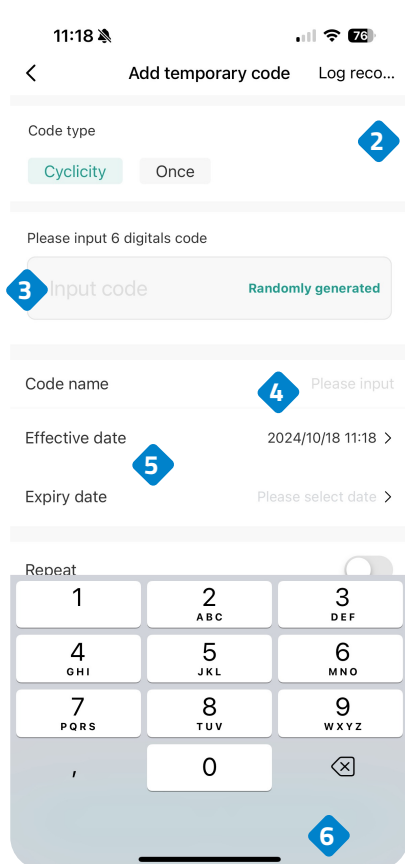 11:18 76
Add temporary code Log reco...
Code type
2
Cyclicity Once
Please input 6 digitals code
3 Input code Randomly generated
Code name 4 Please input
Effective date 2024/10/18 11:18 >
5
Expiry date Please select date >
Repeat
1 2 3
ABC DEF
4 5 6
GHI JKL MNO
7 8 9
PQRS TUV WXYZ
, 0
6